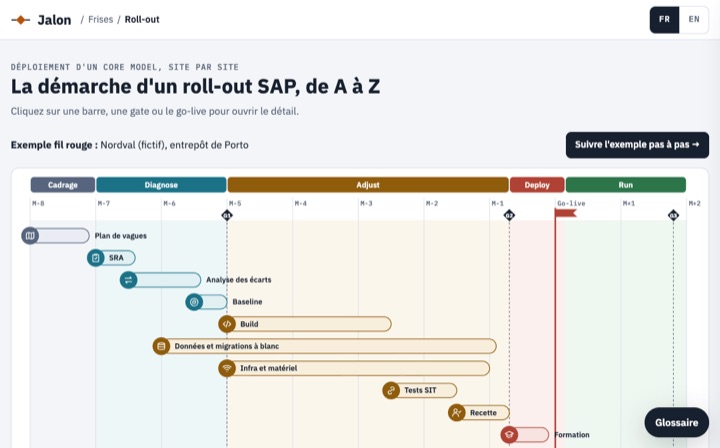 Jalon / Frises / Roll-out
FR EN
DÉPLOIEMENT D'UN CORE MODEL, SITE PAR SITE
La démarche d'un roll-out SAP, de A à Z
Cliquez sur une barre, une gate ou le go-live pour ouvrir le détail.
Exemple fil rouge : Nordval (fictif), entrepôt de Porto
Suivre l'exemple pas à pas →
Cadrage Diagnose Adjust Deploy Run
M-8 M-7 M-6 M-5 M-4 M-3 M-2 M-1 Go-live M+1 M+2
G1 G2 G3
Plan de vagues
SRA
Analyse des écarts
Baseline
Build
Données et migrations à blanc
Infra et matériel
Tests SIT
Recette
Formation
Glossaire